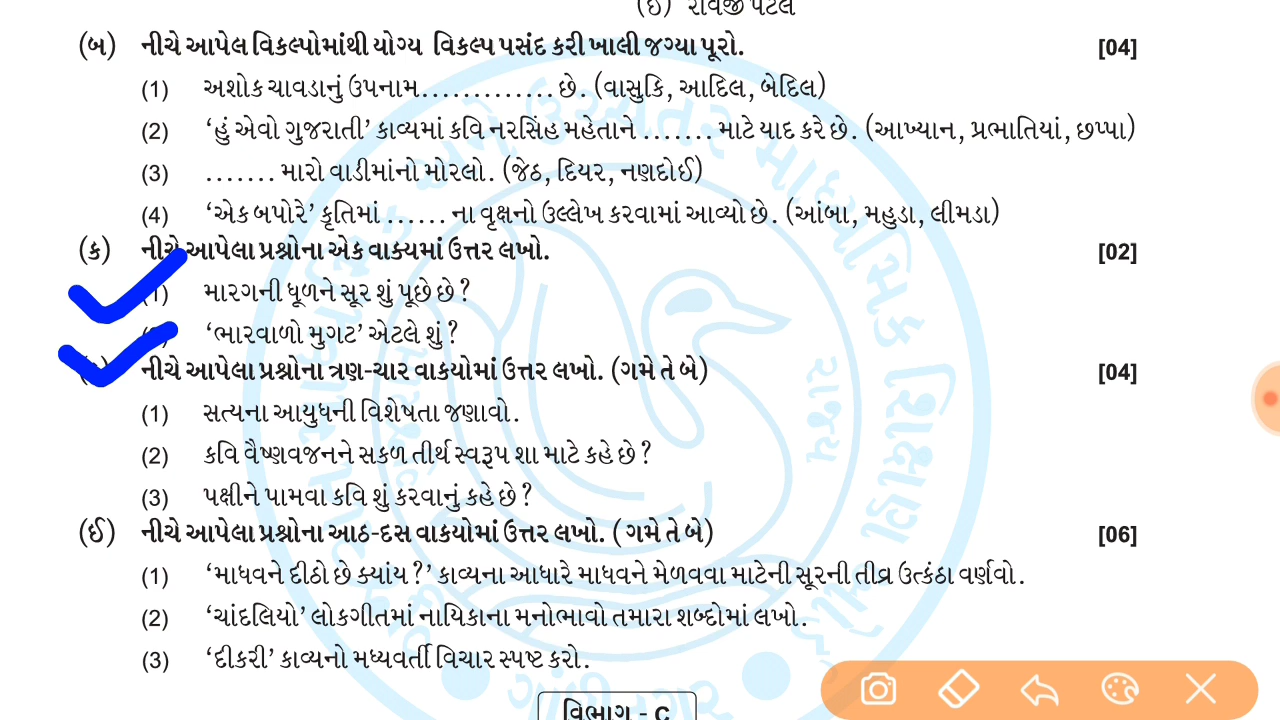 (ઇ) રાવજી પટેલ
(બ) નીચે આપેલ વિકલ્પોમાંથી યોગ્ય વિકલ્પ પસંદ કરી ખાલી જગ્યા પૂરો. [04]
(1) અશોક ચાવડાનું ઉપનામ............. છે. (વાસુકિ, આદિલ, બેદિલ)
(2) ‘હું એવો ગુજરાતી’ કાવ્યમાં કવિ નરસિંહ મહેતાને ....... માટે યાદ કરે છે. (આખ્યાન, પ્રભાતિયાં, છપ્પા)
(3) ....... મારો વાડીમાંનો મોરલો. (જેઠ, દિયર, નણદોઈ)
(4) ‘એક બપોરે’ કૃતિમાં ...... ના વૃક્ષનો ઉલ્લેખ કરવામાં આવ્યો છે. (આંબા, મહુડા, લીમડા)
(ક) નીચે આપેલા પ્રશ્નોના એક વાક્યમાં ઉત્તર લખો. [02]
(1) મારગની ધૂળને સૂર શું પૂછે છે?
‘ભારવાળો મુગટ’ એટલે શું?
નીચે આપેલા પ્રશ્નોના ત્રણ-ચાર વાકયોમાં ઉત્તર લખો. (ગમે તે બે) [04]
(1) સત્યના આયુધની વિશેષતા જણાવો.
(2) કવિ વૈષ્ણવજનને સકળ તીર્થ સ્વરૂપ શા માટે કહે છે?
(3) પક્ષીને પામવા કવિ શું કરવાનું કહે છે?
(ઈ) નીચે આપેલા પ્રશ્નોના આઠ-દસ વાકયોમાં ઉત્તર લખો. ( ગમે તે બે) [06]
(1) ‘માધવને દીઠો છે ક્યાંય?’ કાવ્યના આધારે માધવને મેળવવા માટેની સૂરની તીવ્ર ઉત્કંઠા વર્ણવો.
(2) ‘ચાંદલિયો’ લોકગીતમાં નાયિકાના મનોભાવો તમારા શબ્દોમાં લખો.
(3) ‘દીકરી’ કાવ્યનો મધ્યવર્તી વિચાર સ્પષ્ટ કરો.
વિભાગ - C